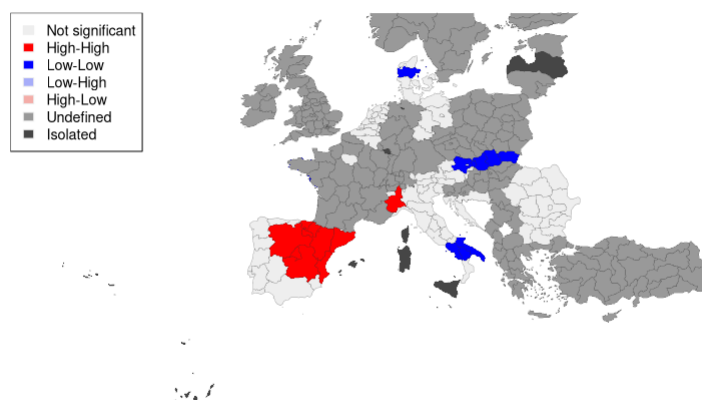 Not significant
High-High
Low-Low
Low-High
High-Low
Undefined
Isolated